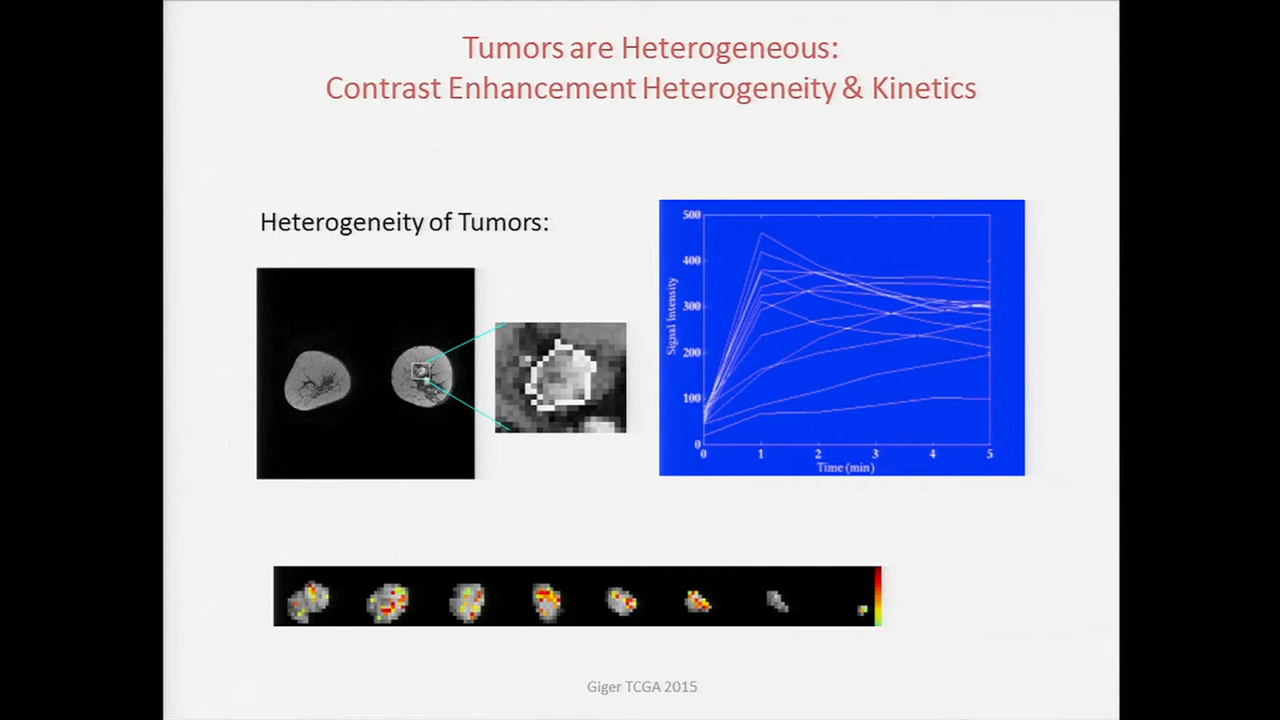 Tumors are Heterogeneous:
Contrast Enhancement Heterogeneity & Kinetics
Heterogeneity of Tumors:
500
400
300
200
100
0
Signal Intensity
0 1 2 3 4 5
Time (min)
Giger TCGA 2015